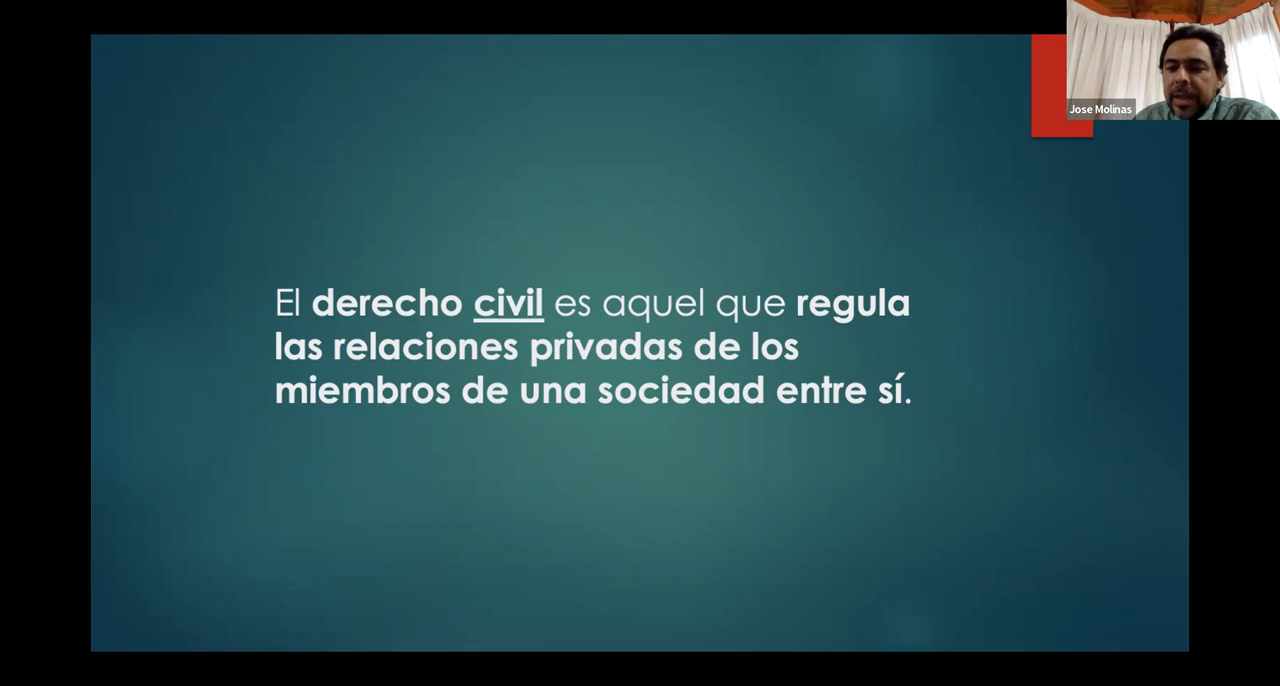 Jose Molinas
El derecho civil es aquel que regula
las relaciones privadas de los
miembros de una sociedad entre sí.